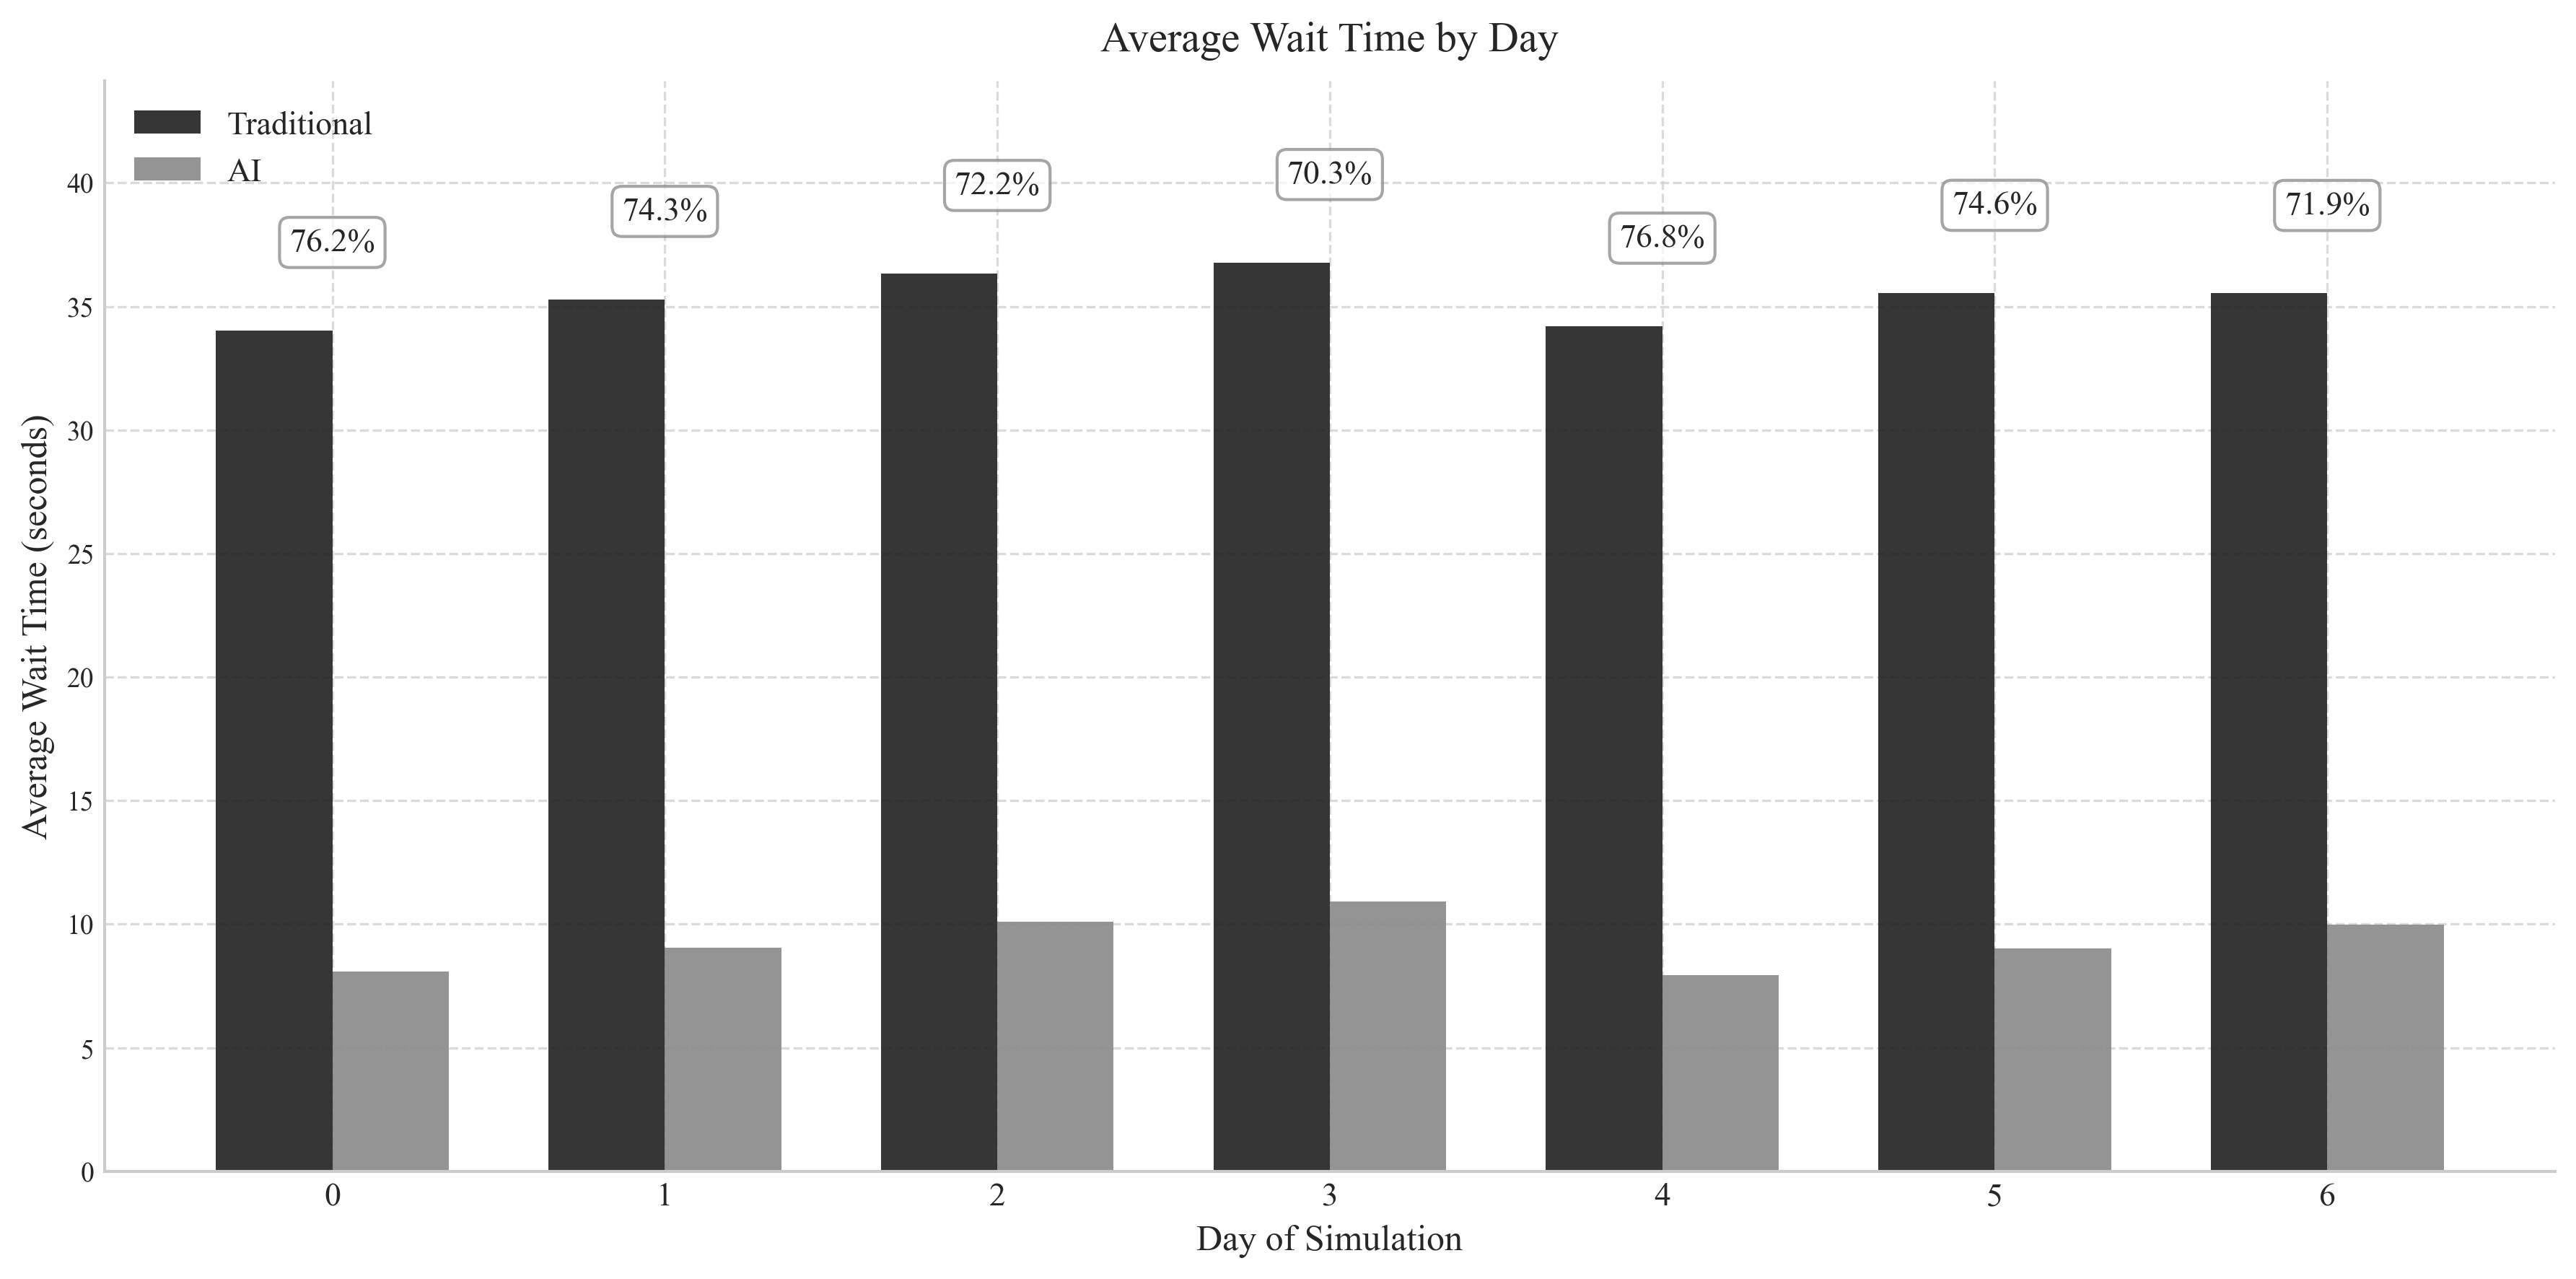 Average Wait Time by Day
Traditional
AI
76.2%
74.3%
72.2%
70.3%
76.8%
74.6%
71.9%
Average Wait Time (seconds)
40
35
30
25
20
15
10
5
0
0 1 2 3 4 5 6
Day of Simulation